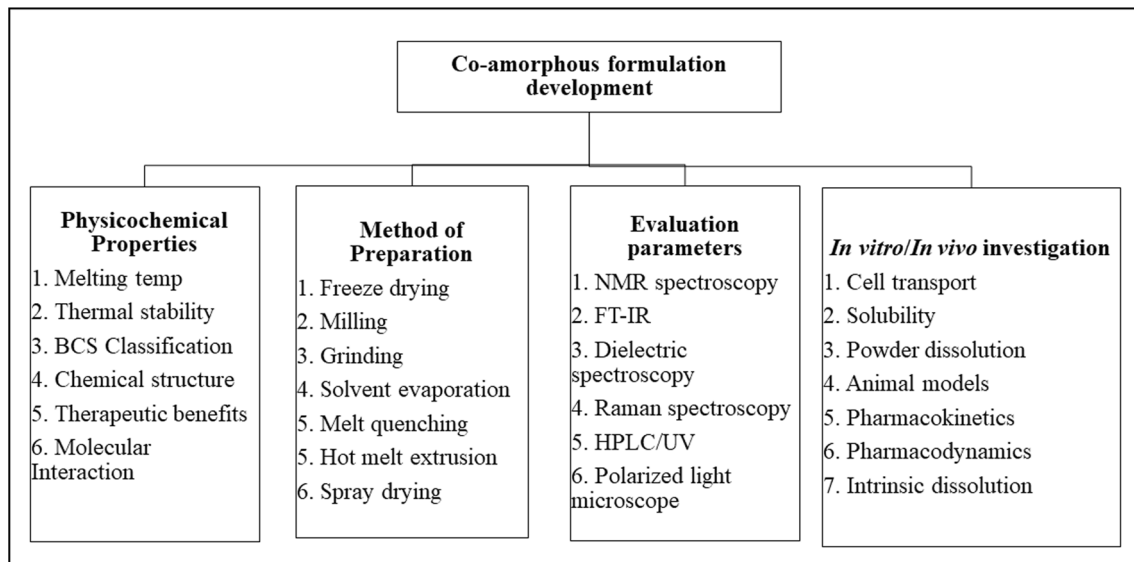 Co-amorphous formulation
development
Physicochemical
Properties
1. Melting temp
2. Thermal stability
3. BCS Classification
4. Chemical structure
5. Therapeutic benefits
6. Molecular
Interaction
Method of
Preparation
1. Freeze drying
2. Milling
3. Grinding
4. Solvent evaporation
5. Melt quenching
5. Hot melt extrusion
6. Spray drying
Evaluation
parameters
1. NMR spectroscopy
2. FT-IR
3. Dielectric
spectroscopy
4. Raman spectroscopy
5. HPLC/UV
6. Polarized light
microscope
In vitro/In vivo investigation
1. Cell transport
2. Solubility
3. Powder dissolution
4. Animal models
5. Pharmacokinetics
6. Pharmacodynamics
7. Intrinsic dissolution